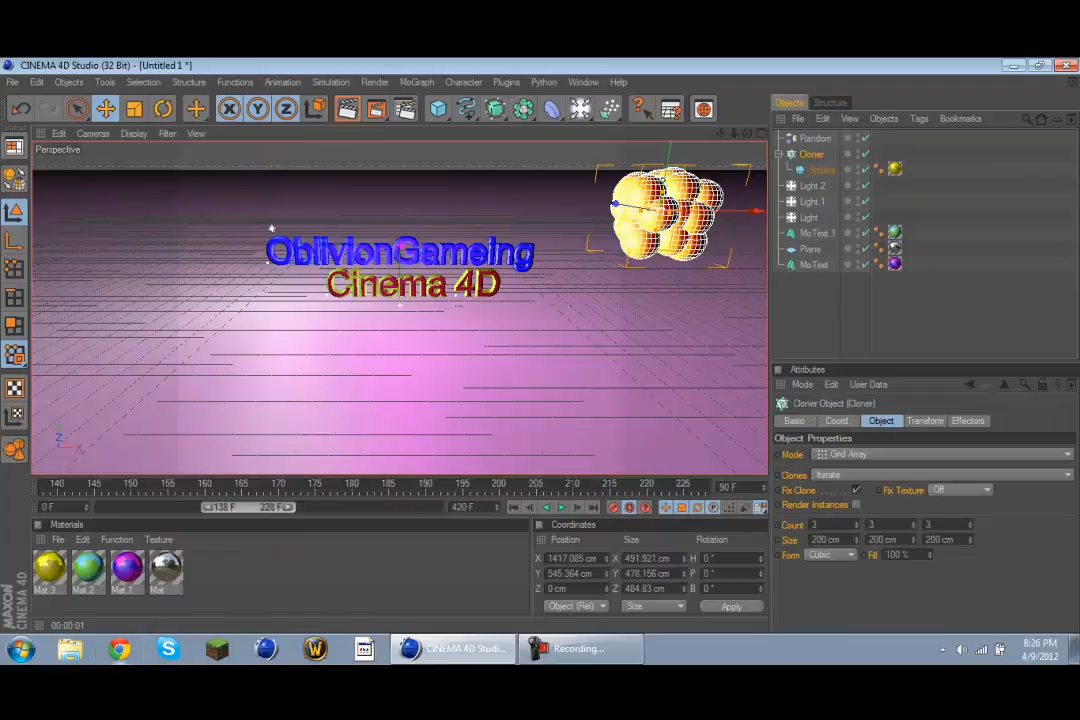 CINEMA 4D Studio (32 Bit) - [Untitled 1 *]
File Edit Objects Tools Selection Structure Functions Animation Simulation Render MoGraph Character Plugins Python Window Help
Objects Structure
Edit Cameras Display Filter View
File Edit View Objects Tags Bookmarks
Perspective
Random
Cloner
Sphere
Light.2
Light.1
Light
MoText.1
Plane
MoText
OblivionGameing
Cinema 4D
Attributes
Mode Edit User Data
Cloner Object [Cloner]
Basic Coord. Object Transform Effectors
Object Properties
Mode Grid Array
Clones Iterate
Fix Clone Fix Texture Off
Render Instances
Count 3 3 3
Size 200 cm 200 cm 200 cm
Form Cubic Fill 100 %
140 145 150 155 160 165 170 175 180 185 190 195 200 205 210 215 220 225 90 F
0 F 138 F 228 F 420 F
Materials
File Edit Function Texture
Mat.3 Mat.2 Mat.1 Mat
Coordinates
Position Size Rotation
X 1417.085 cm X 491.921 cm H 0 °
Y 545.364 cm Y 478.156 cm P 0 °
Z 0 cm Z 484.83 cm B 0 °
Object (Rel) Size Apply
MAXON
CINEMA 4D
00:00:01
CINEMA 4D Studi...
Recording...
8:26 PM
4/9/2012